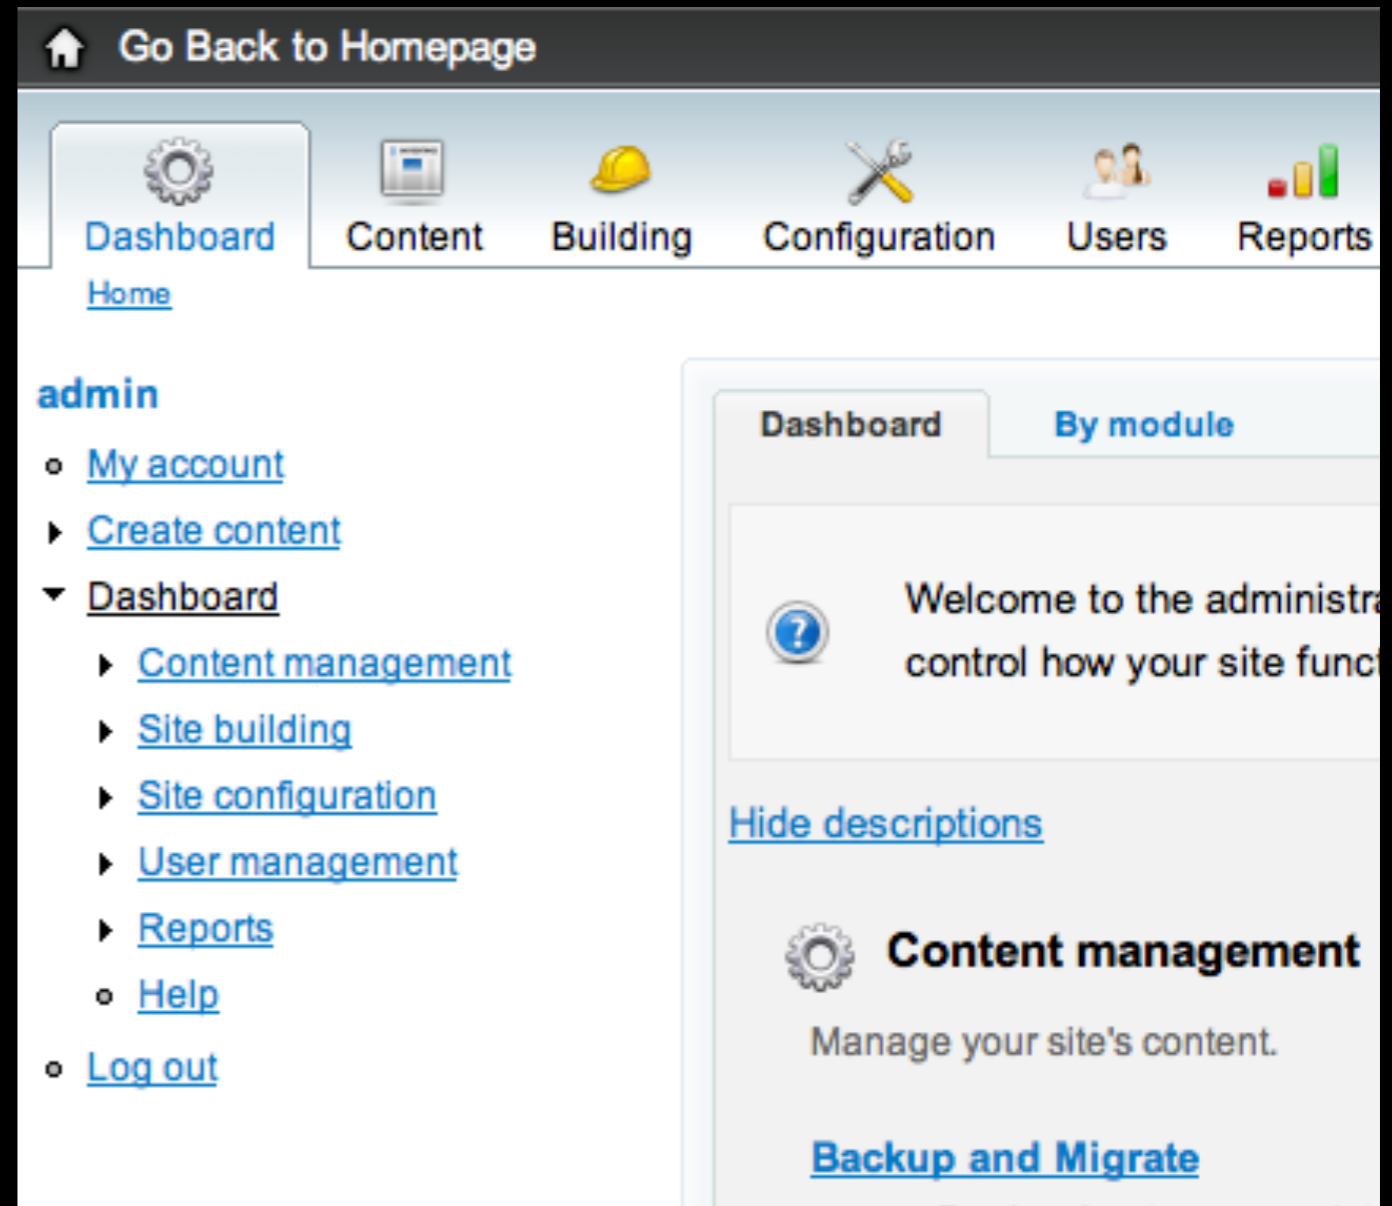 Go Back to Homepage
Dashboard Content Building Configuration Users Reports
Home
admin
My account
Create content
Dashboard
Content management
Site building
Site configuration
User management
Reports
Help
Log out
Dashboard By module
Welcome to the administra
control how your site funct
Hide descriptions
Content management
Manage your site's content.
Backup and Migrate